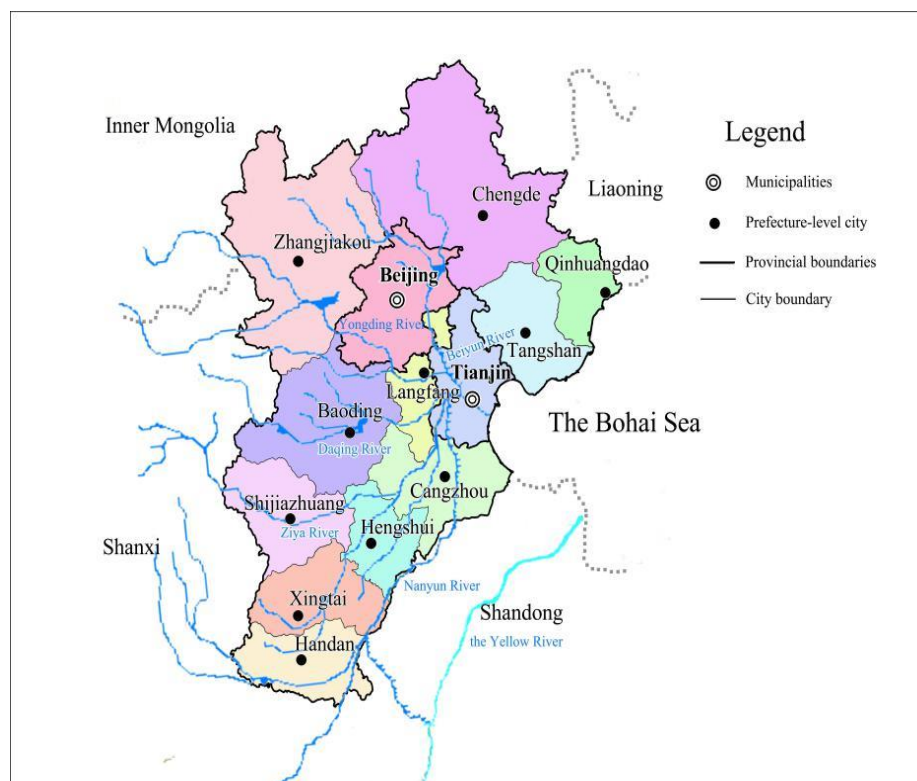 Inner Mongolia
Legend
Municipalities
Prefecture-level city
Provincial boundaries
City boundary
Liaoning
Chengde
Zhangjiakou
Qinhuangdao
Beijing
Yongding River
Beiyun River
Tangshan
Tianjin
Langfang
Baoding
The Bohai Sea
Daqing River
Cangzhou
Shijiazhuang
Hengshui
Ziya River
Shanxi
Nanyun River
Xingtai
Shandong
the Yellow River
Handan